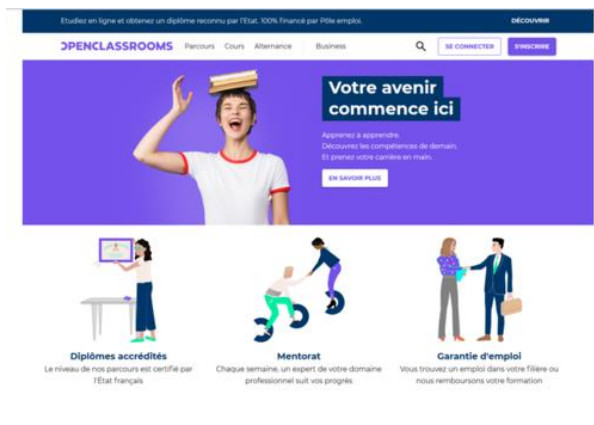 Etudiez en ligne et obtenez un diplôme reconnu par l'Etat. 100% financé par Pôle emploi. DÉCOUVRIR
OPENCLASSROOMS Parcours Cours Alternance Business SE CONNECTER S'INSCRIRE
Votre avenir
commence ici
Apprenez à apprendre.
Découvrez les compétences de demain.
Et prenez votre carrière en main.
EN SAVOIR PLUS
Diplômes accrédités
Le niveau de nos parcours est certifié par
l'État français
Mentorat
Chaque semaine, un expert de votre domaine
professionnel suit vos progrés
Garantie d'emploi
Vous trouvez un emploi dans votre filière ou
nous remboursons votre formation